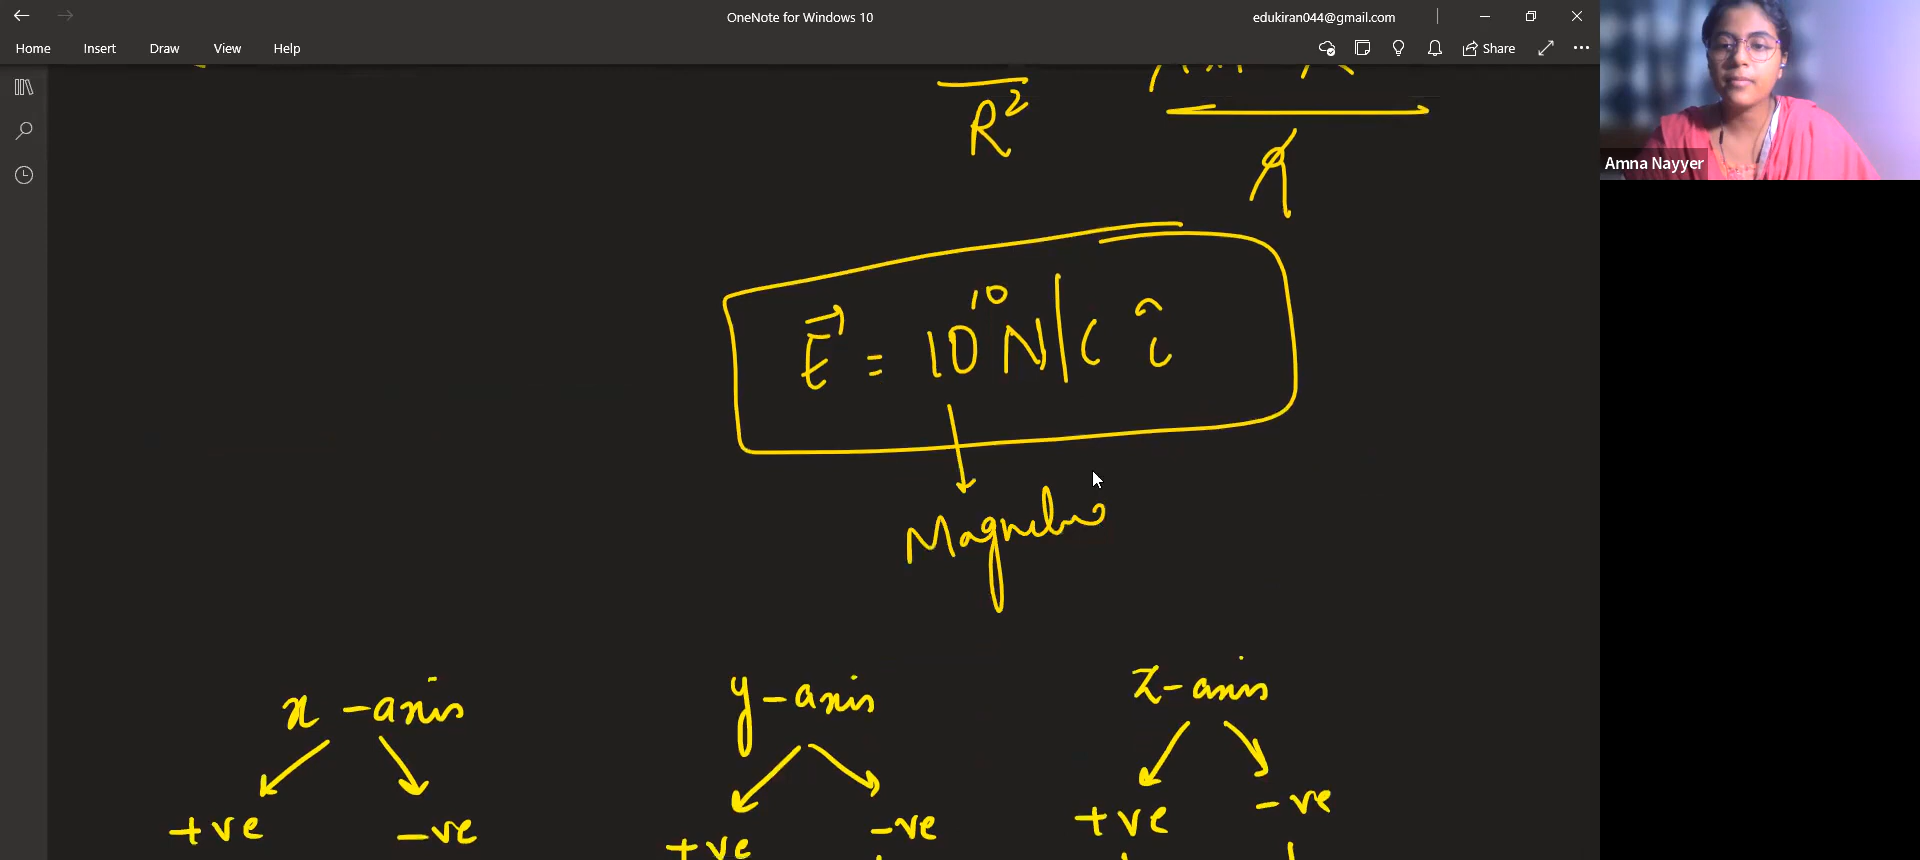 OneNote for Windows 10
edukiran044@gmail.com
Home Insert Draw View Help
Share
Amna Nayyer
R²
E⃗ = 10¹⁰ N/C î
x-axis y-axis z-axis
+ve -ve +ve -ve +ve -ve